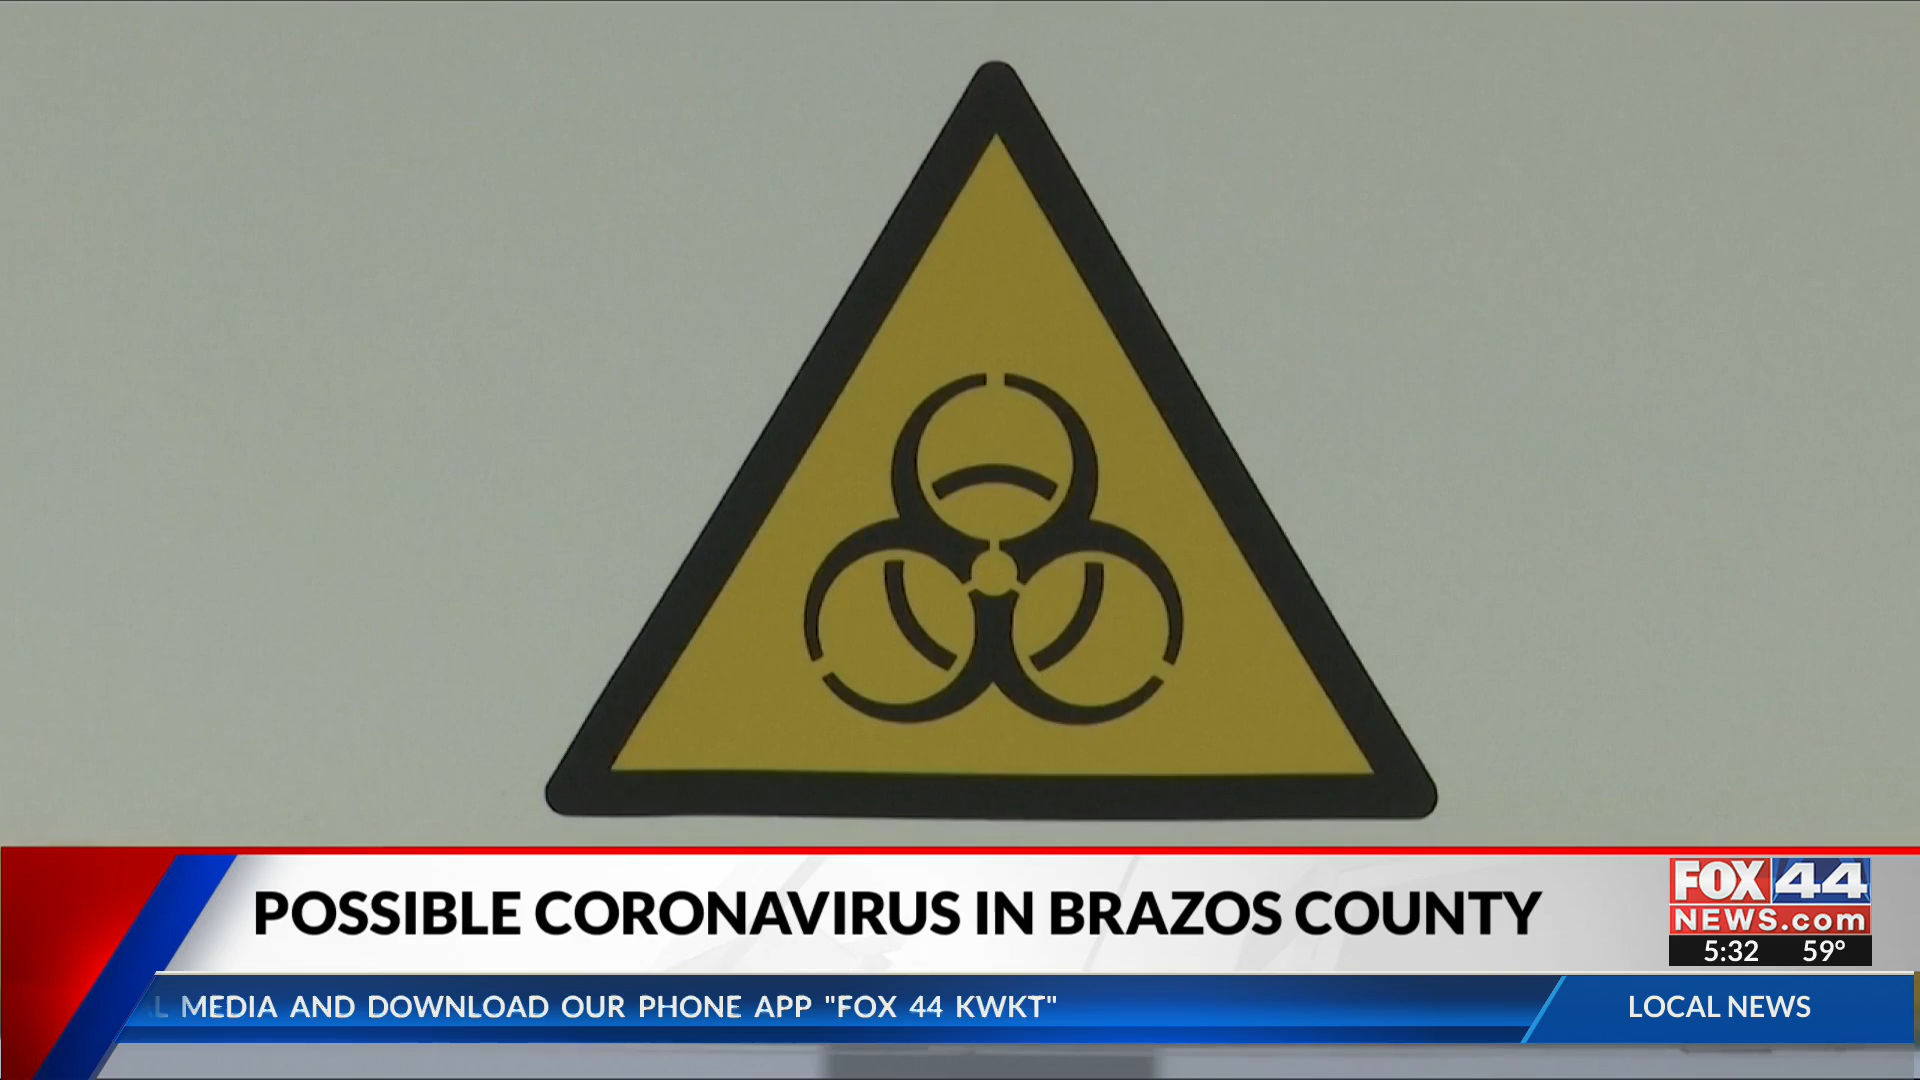 POSSIBLE CORONAVIRUS IN BRAZOS COUNTY
FOX 44
NEWS.com
5:32 59°
L MEDIA AND DOWNLOAD OUR PHONE APP "FOX 44 KWKT"
LOCAL NEWS